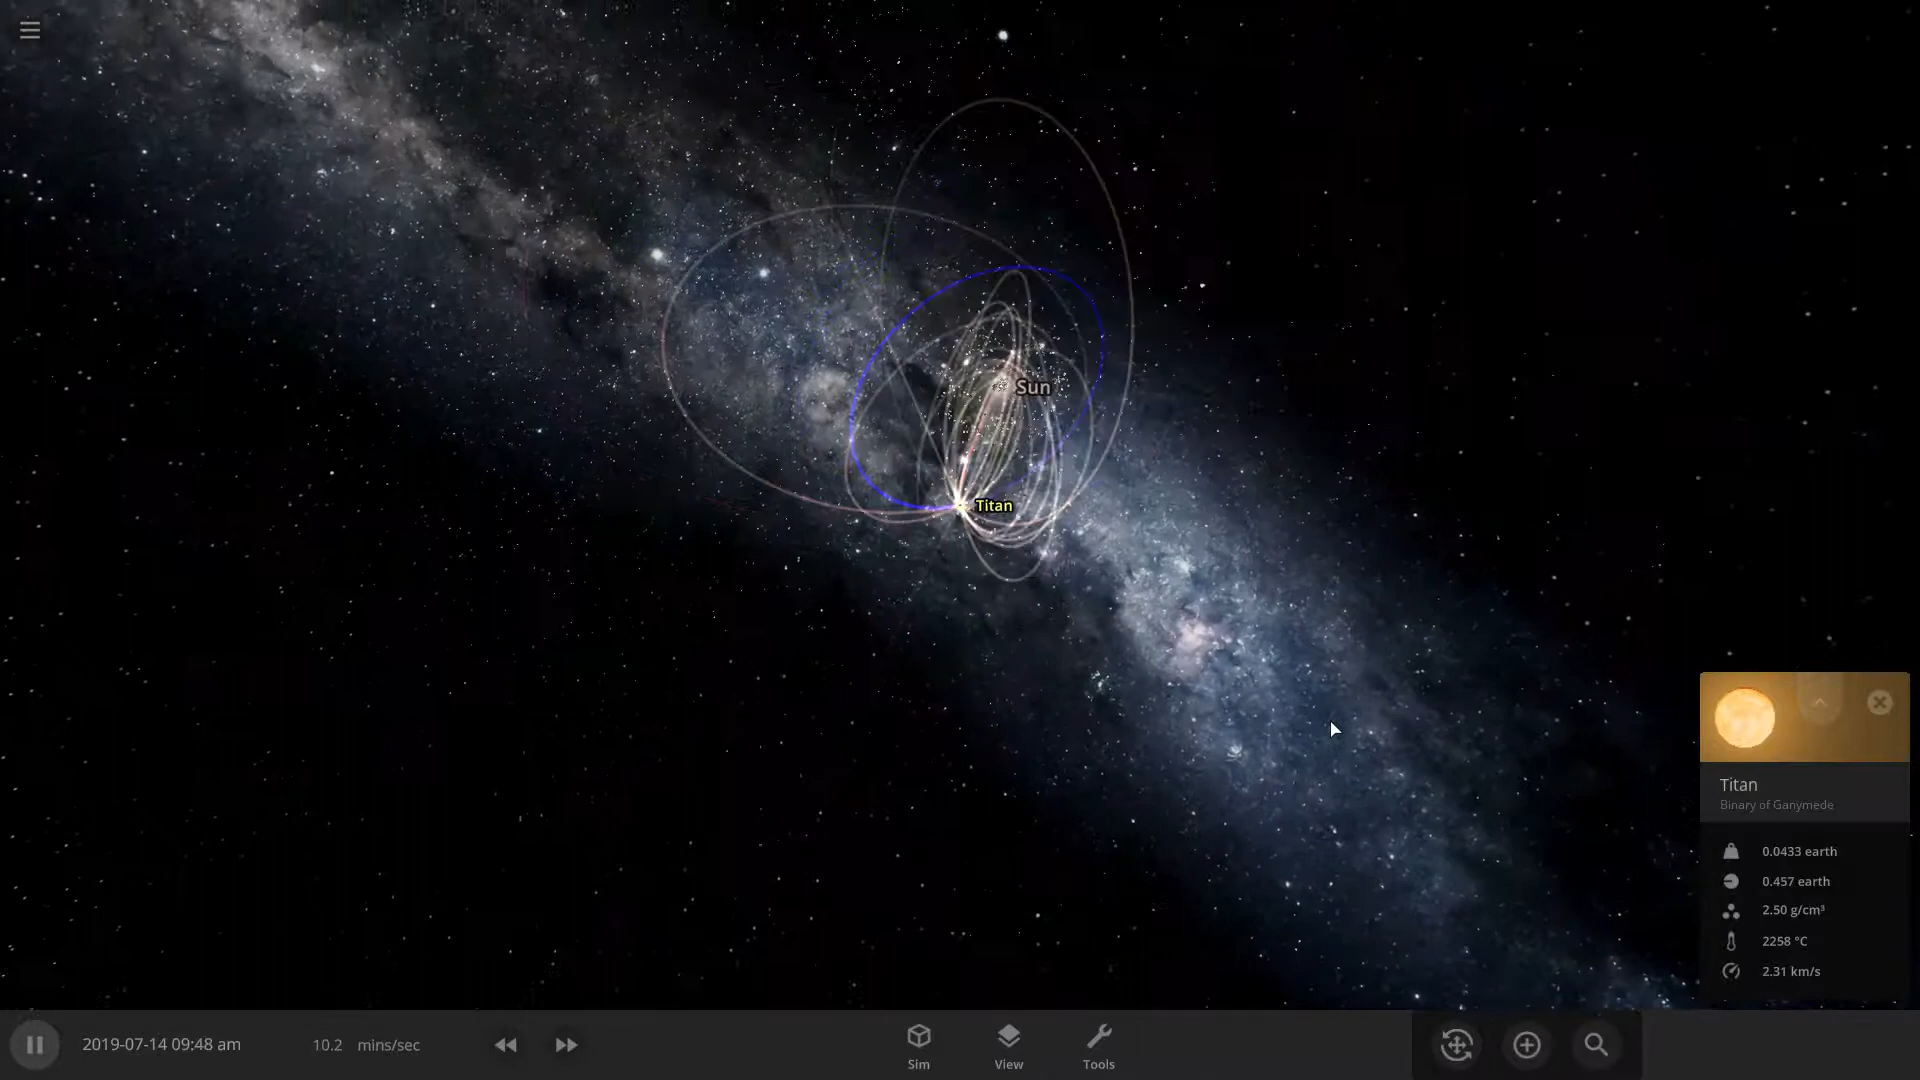 Sun
Titan
Titan
Binary of Ganymede
0.0433 earth
0.457 earth
2.50 g/cm³
2258 °C
2.31 km/s
2019-07-14 09:48 am
10.2 mins/sec
Sim
View
Tools